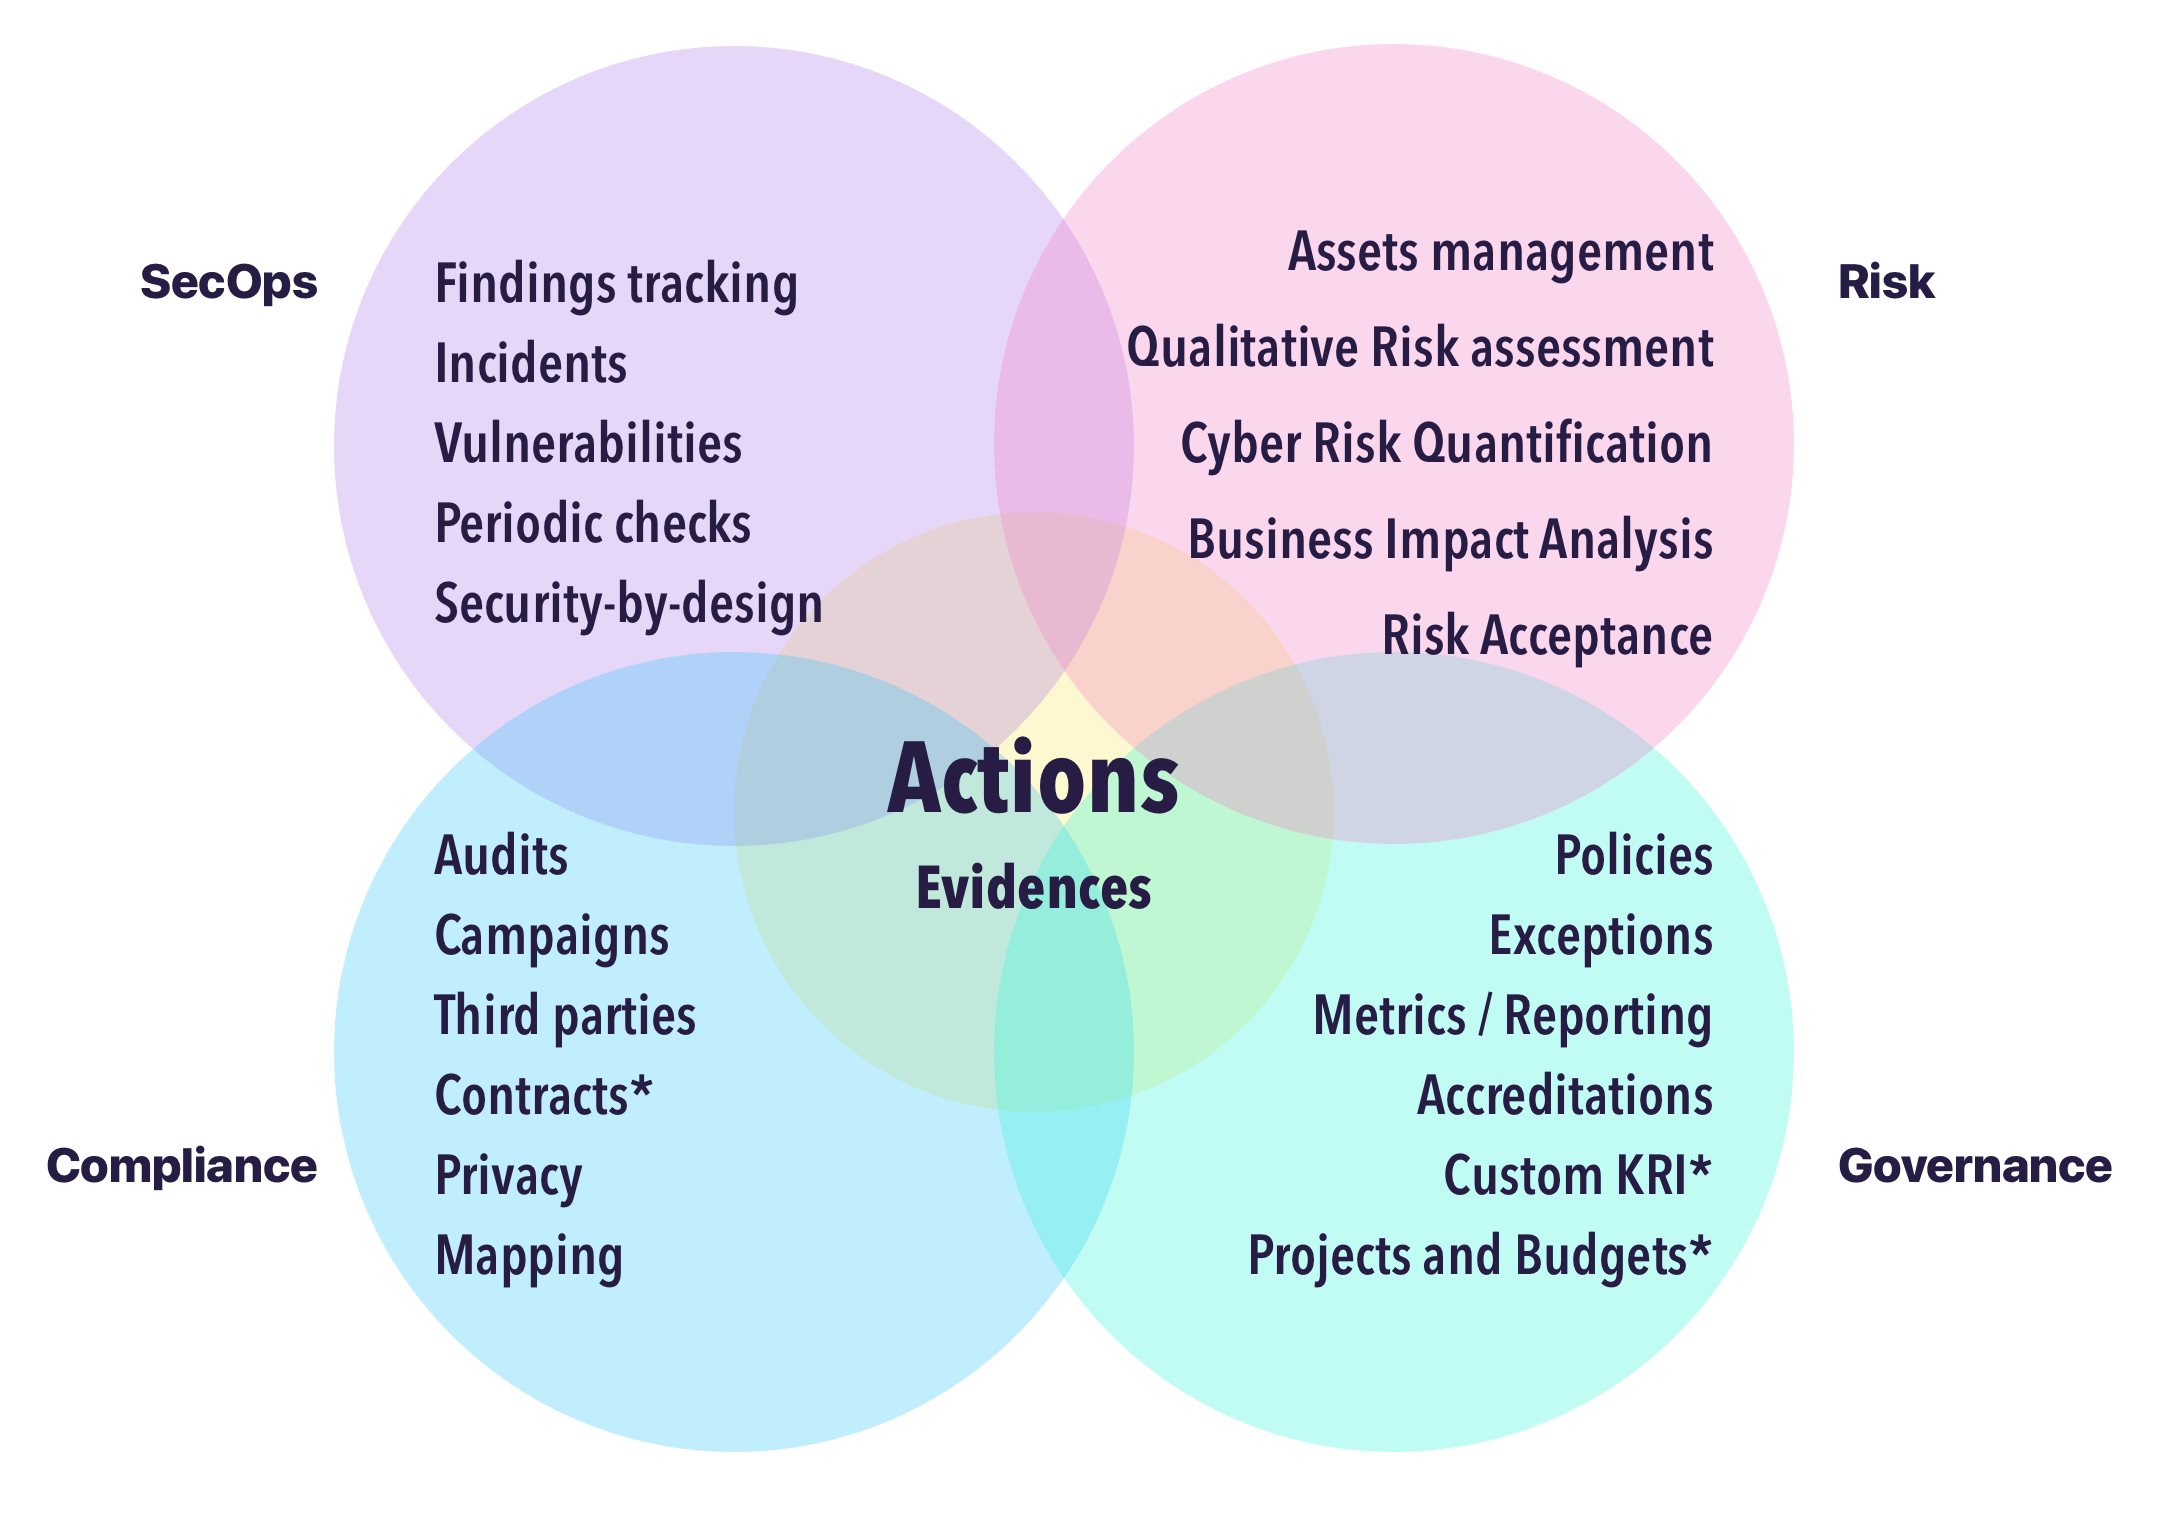 SecOps
Findings tracking
Incidents
Vulnerabilities
Periodic checks
Security-by-design
Risk
Assets management
Qualitative Risk assessment
Cyber Risk Quantification
Business Impact Analysis
Risk Acceptance
Actions
Evidences
Compliance
Audits
Campaigns
Third parties
Contracts*
Privacy
Mapping
Governance
Policies
Exceptions
Metrics / Reporting
Accreditations
Custom KRI*
Projects and Budgets*